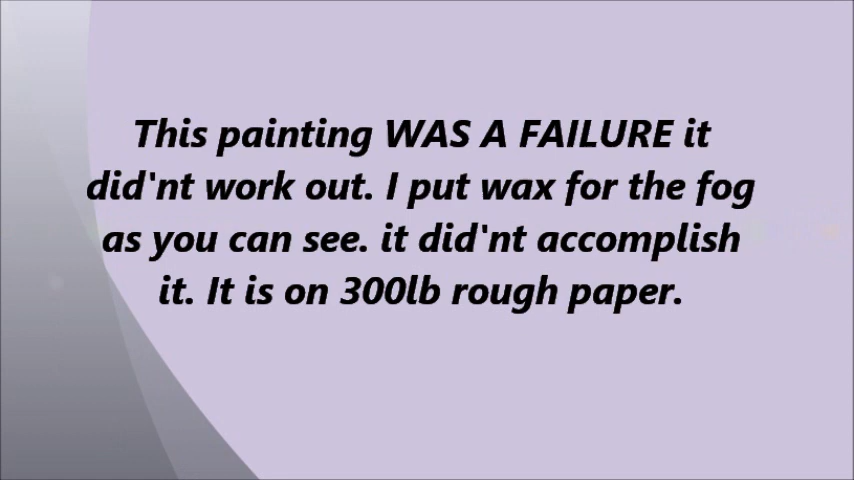 This painting WAS A FAILURE it
did'nt work out. I put wax for the fog
as you can see. it did'nt accomplish
it. It is on 300lb rough paper.